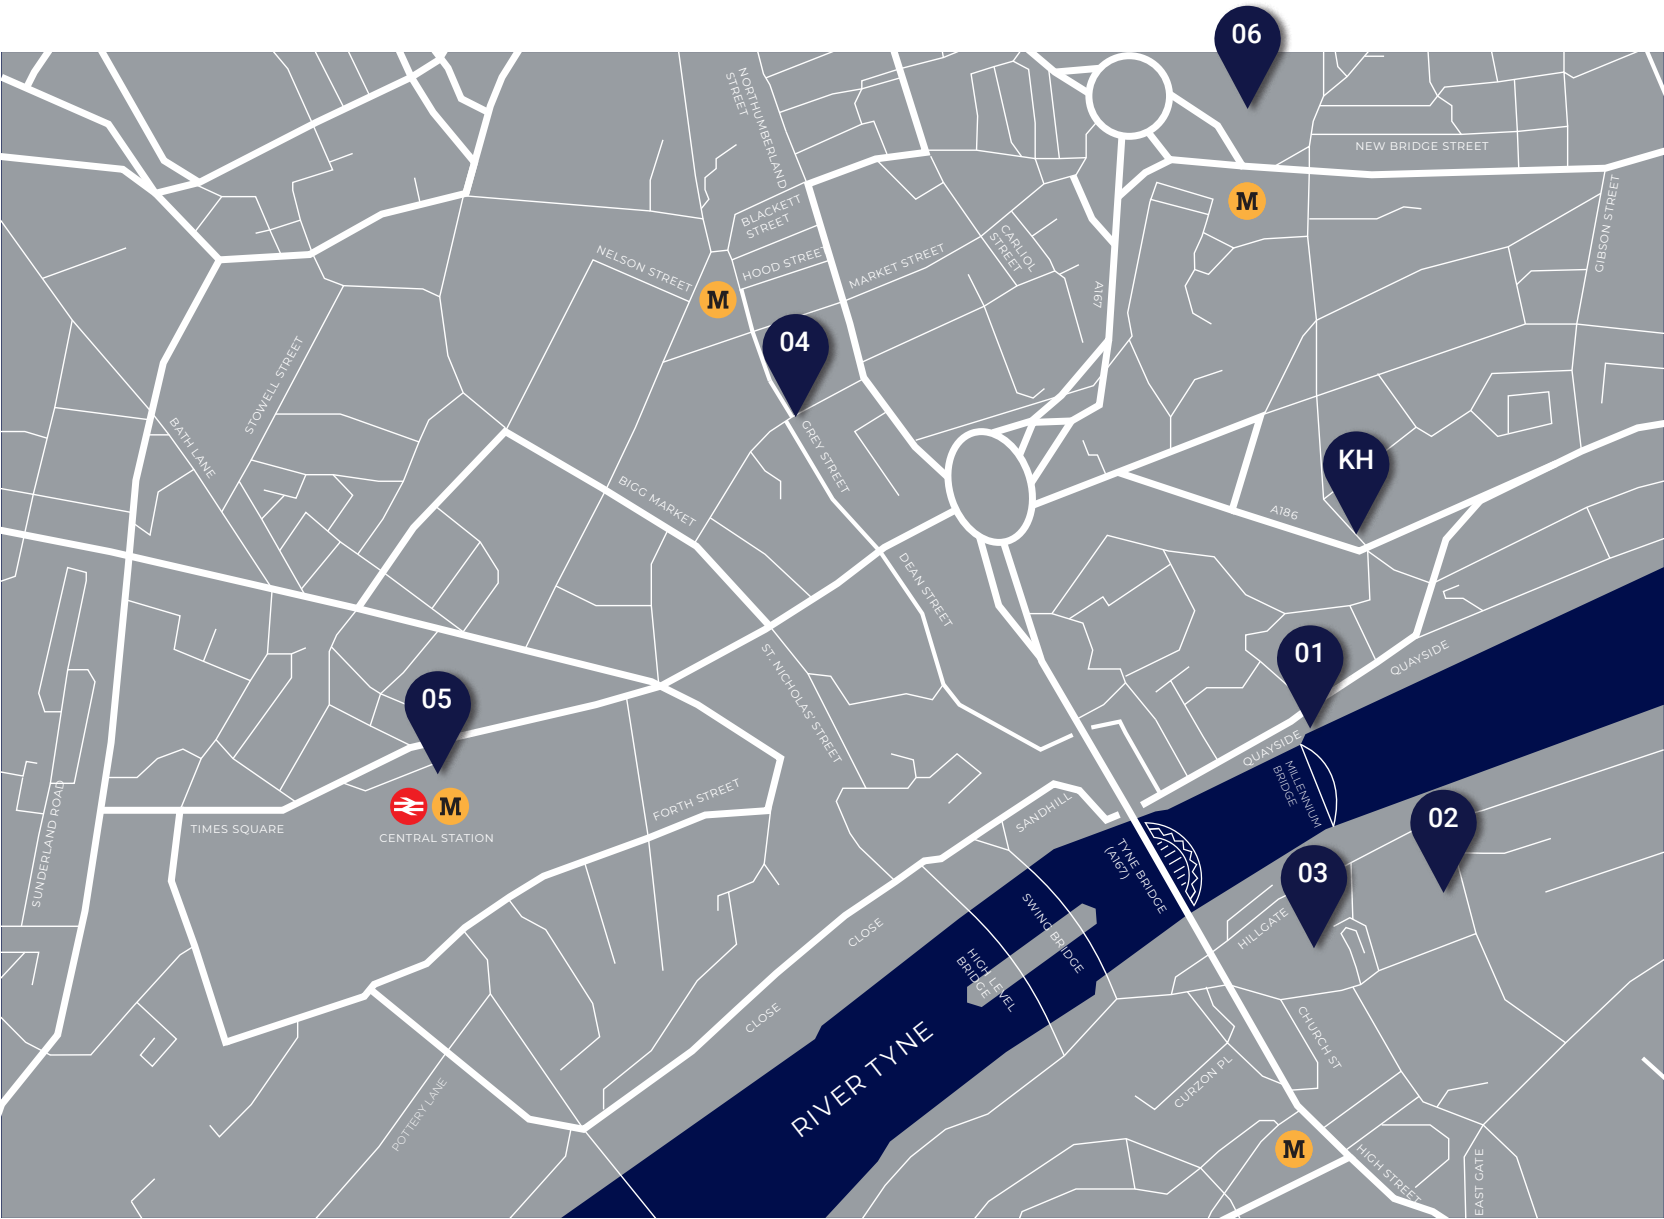 06
NORTHUMBERLAND
STREET
NEW BRIDGE STREET
M
BLACKETT
STREET
GIBSON STREET
CARLIOL
STREET
NELSON STREET
HOOD STREET
MARKET STREET
M
A167
04
STOWELL STREET
BATH LANE
GREY STREET
KH
BIGG MARKET
A186
DEAN STREET
01
QUAYSIDE
ST. NICHOLAS' STREET
05
QUAYSIDE
MILLENNIUM
BRIDGE
M
CENTRAL STATION
TIMES SQUARE
FORTH STREET
SANDHILL
02
SUNDERLAND ROAD
TYNE BRIDGE
(A167)
03
SWING BRIDGE
HILLGATE
CLOSE
HIGH LEVEL
BRIDGE
CLOSE
RIVER TYNE
CHURCH ST
CURZON PL
POTTERY LANE
M
HIGH STREET
EAST GATE